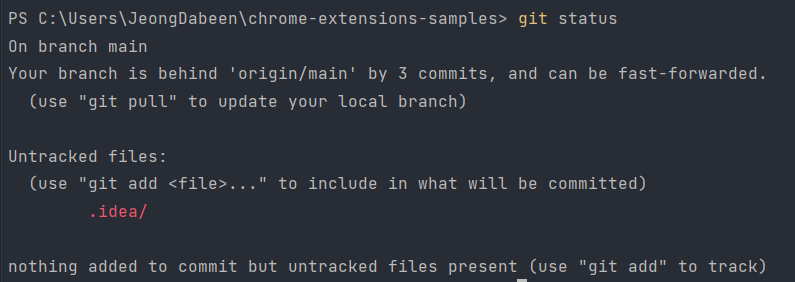 PS C:\Users\JeongDabeen\chrome-extensions-samples> git status
On branch main
Your branch is behind 'origin/main' by 3 commits, and can be fast-forwarded.
  (use "git pull" to update your local branch)

Untracked files:
  (use "git add <file>..." to include in what will be committed)
        .idea/

nothing added to commit but untracked files present (use "git add" to track)